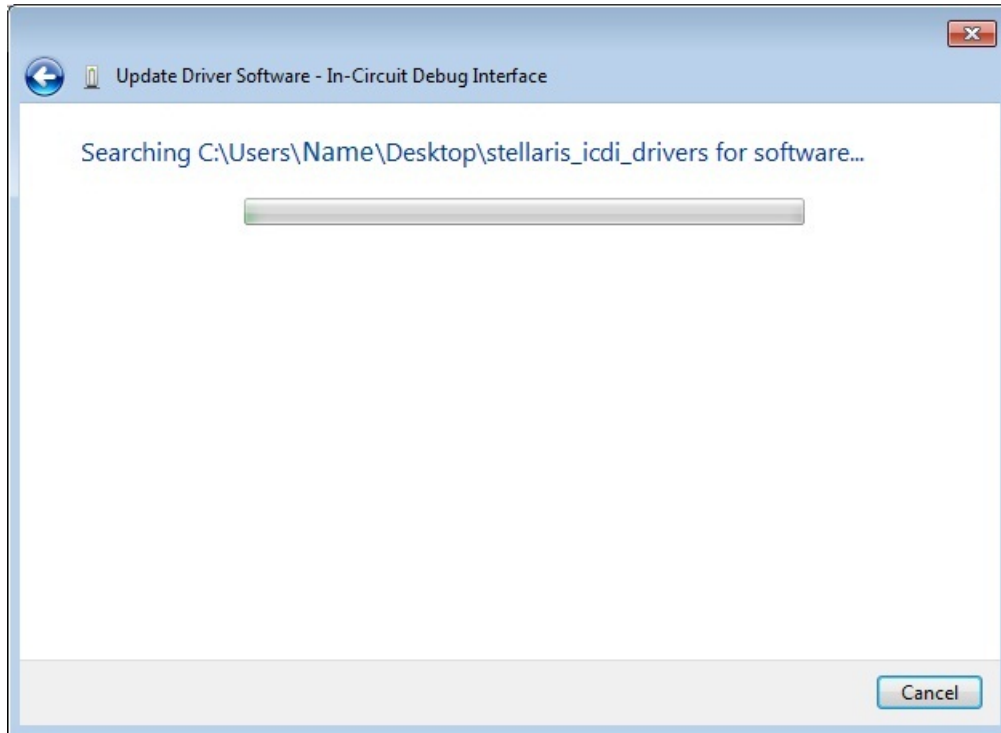 Update Driver Software - In-Circuit Debug Interface
Searching C:\Users\Name\Desktop\stellaris_icdi_drivers for software...
Cancel